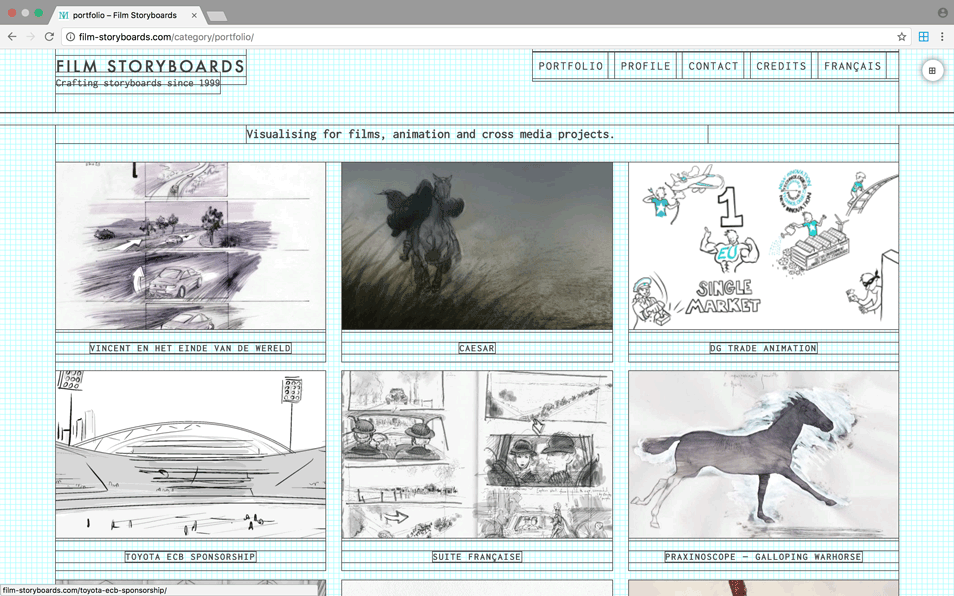 portfolio – Film Storyboards
film-storyboards.com/category/portfolio/
FILM STORYBOARDS
Crafting storyboards since 1999
PORTFOLIO PROFILE CONTACT CREDITS FRANÇAIS
Visualising for films, animation and cross media projects.
1
EU
SINGLE
MARKET
VINCENT EN HET EINDE VAN DE WERELD
CAESAR
DG TRADE ANIMATION
TOYOTA ECB SPONSORSHIP
SUITE FRANÇAISE
PRAXINOSCOPE – GALLOPING WARHORSE
film-storyboards.com/toyota-ecb-sponsorship/